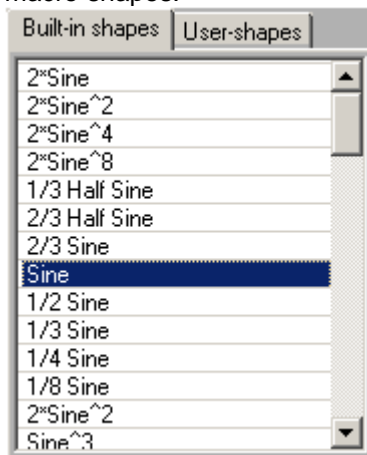 macro shapes.
Built-in shapes User-shapes
2*Sine
2*Sine^2
2*Sine^4
2*Sine^8
1/3 Half Sine
2/3 Half Sine
2/3 Sine
Sine
1/2 Sine
1/3 Sine
1/4 Sine
1/8 Sine
2*Sine^2
Sine^3